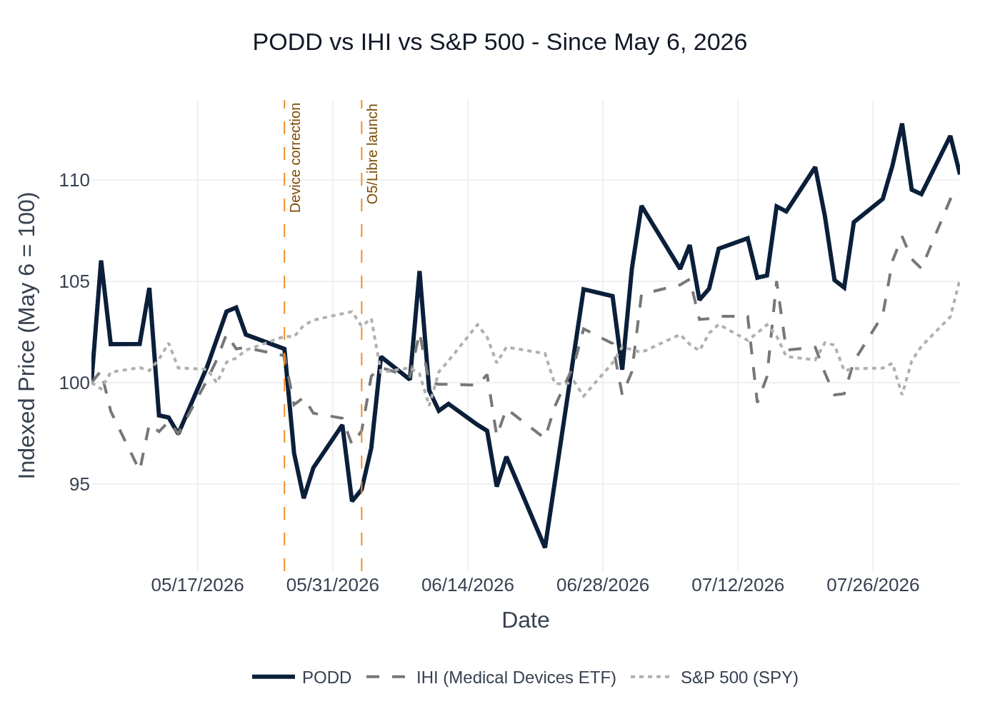 PODD vs IHI vs S&P 500 - Since May 6, 2026
Device correction
O5/Libre launch
Indexed Price (May 6 = 100)
110
105
100
95
05/17/2026
05/31/2026
06/14/2026
06/28/2026
07/12/2026
07/26/2026
Date
PODD
IHI (Medical Devices ETF)
S&P 500 (SPY)